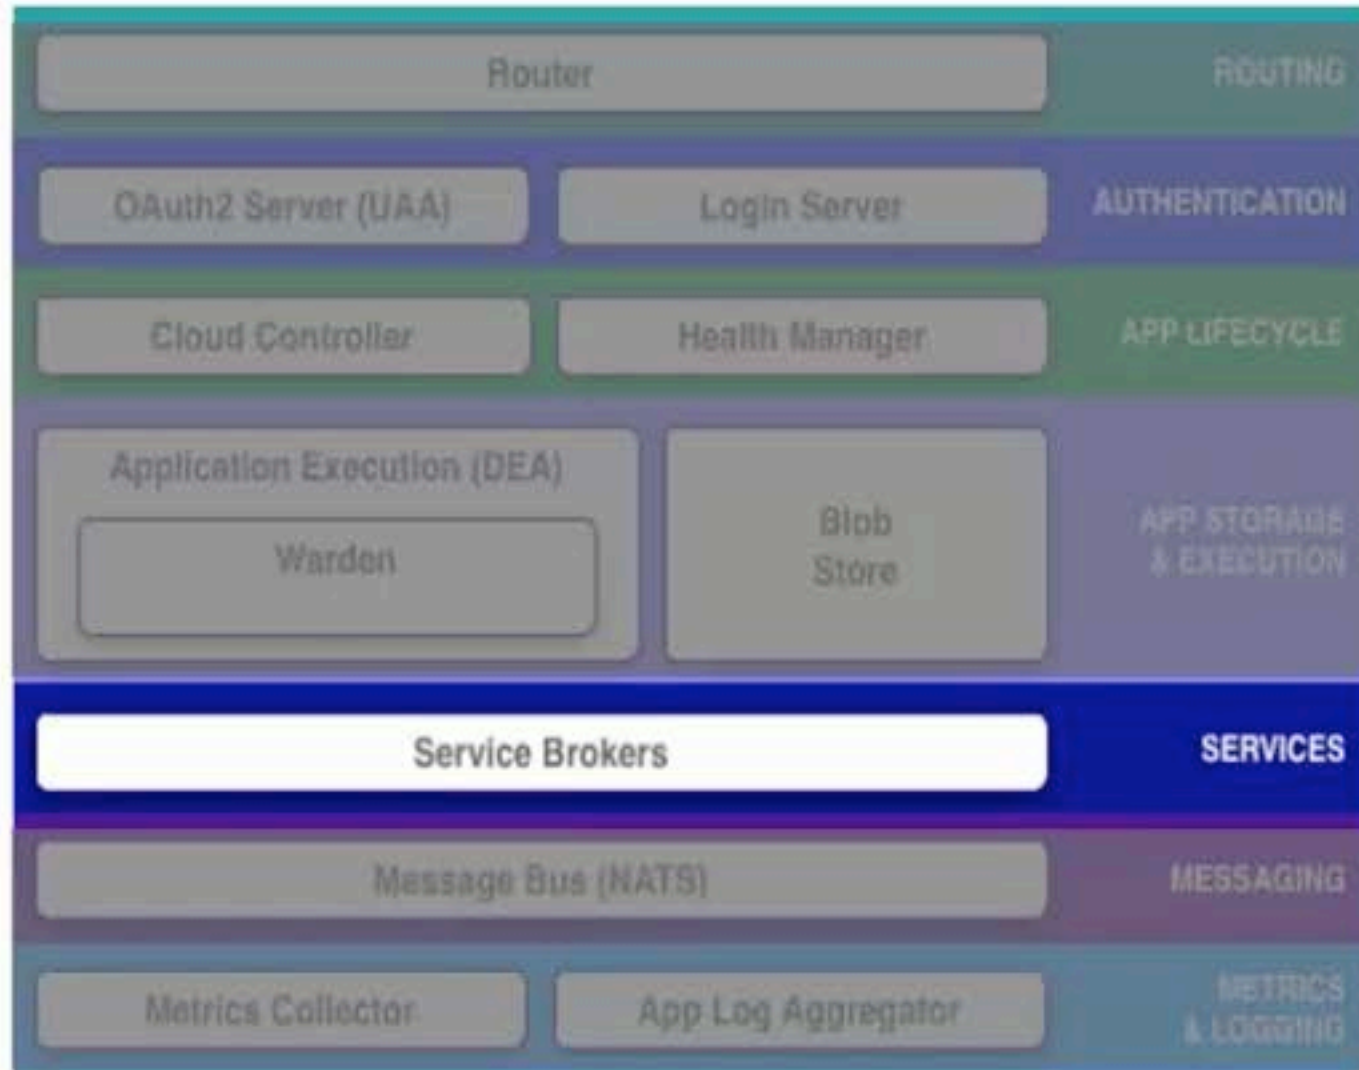 Router
ROUTING
OAuth2 Server (UAA)
Login Server
AUTHENTICATION
Cloud Controller
Health Manager
APP LIFECYCLE
Application Execution (DEA)
Warden
Blob
Store
APP STORAGE
& EXECUTION
Service Brokers
SERVICES
Message Bus (NATS)
MESSAGING
Metrics Collector
App Log Aggregator
METRICS
& LOGGING